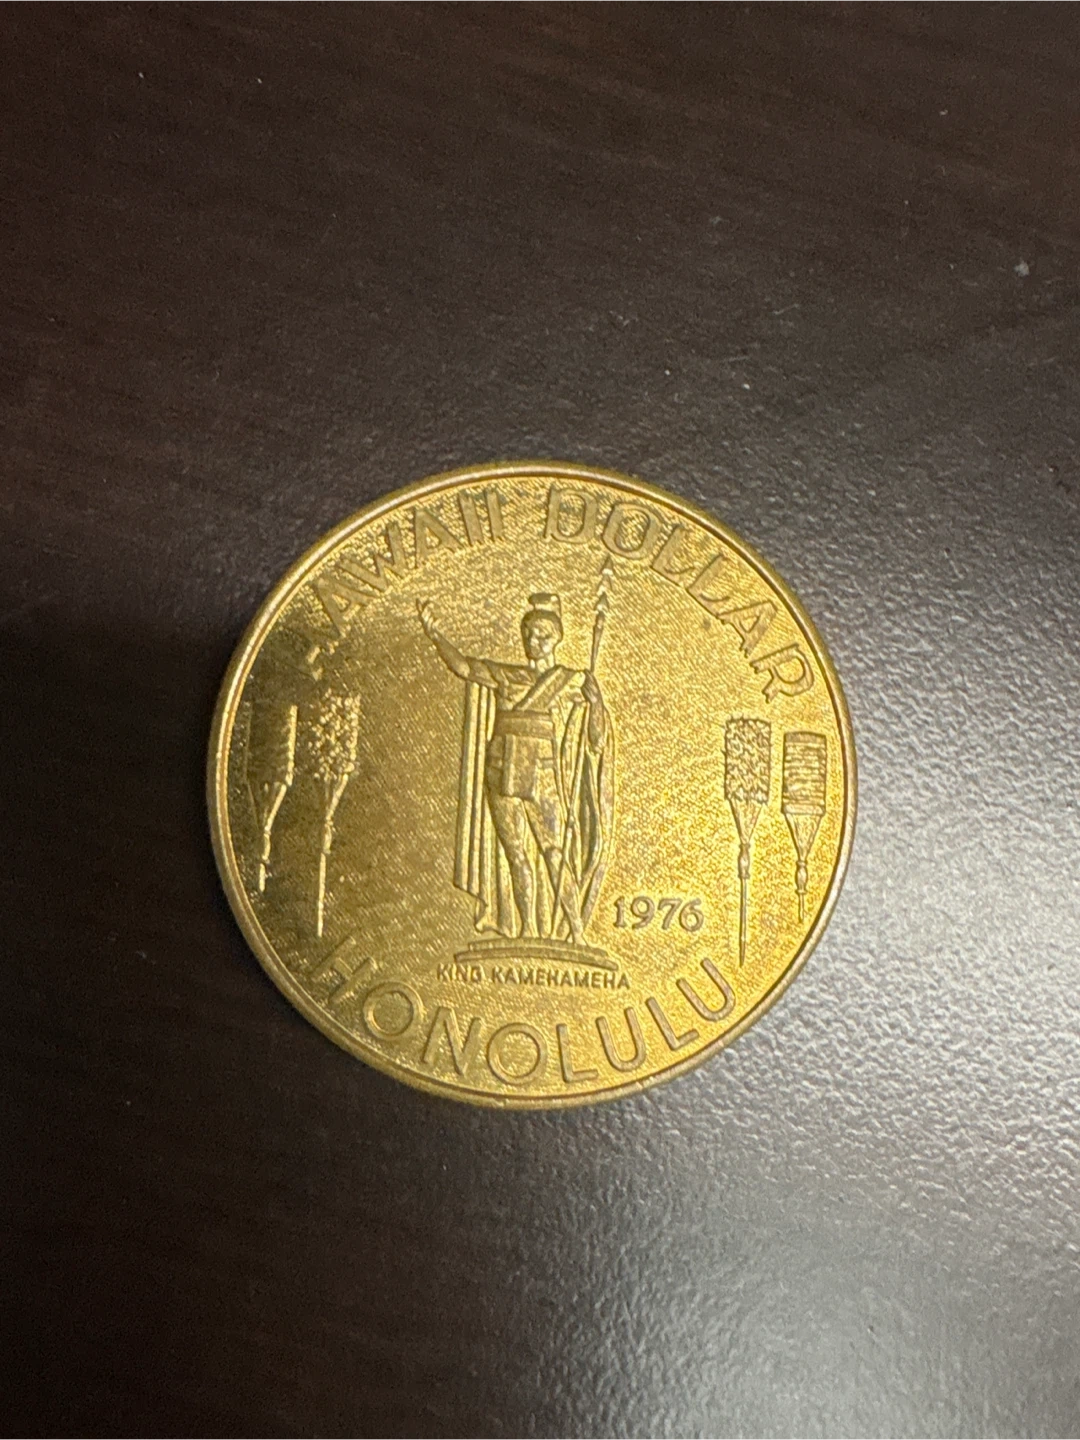 HAWAII DOLLAR
1976
KING KAMEHAMEHA
HONOLULU